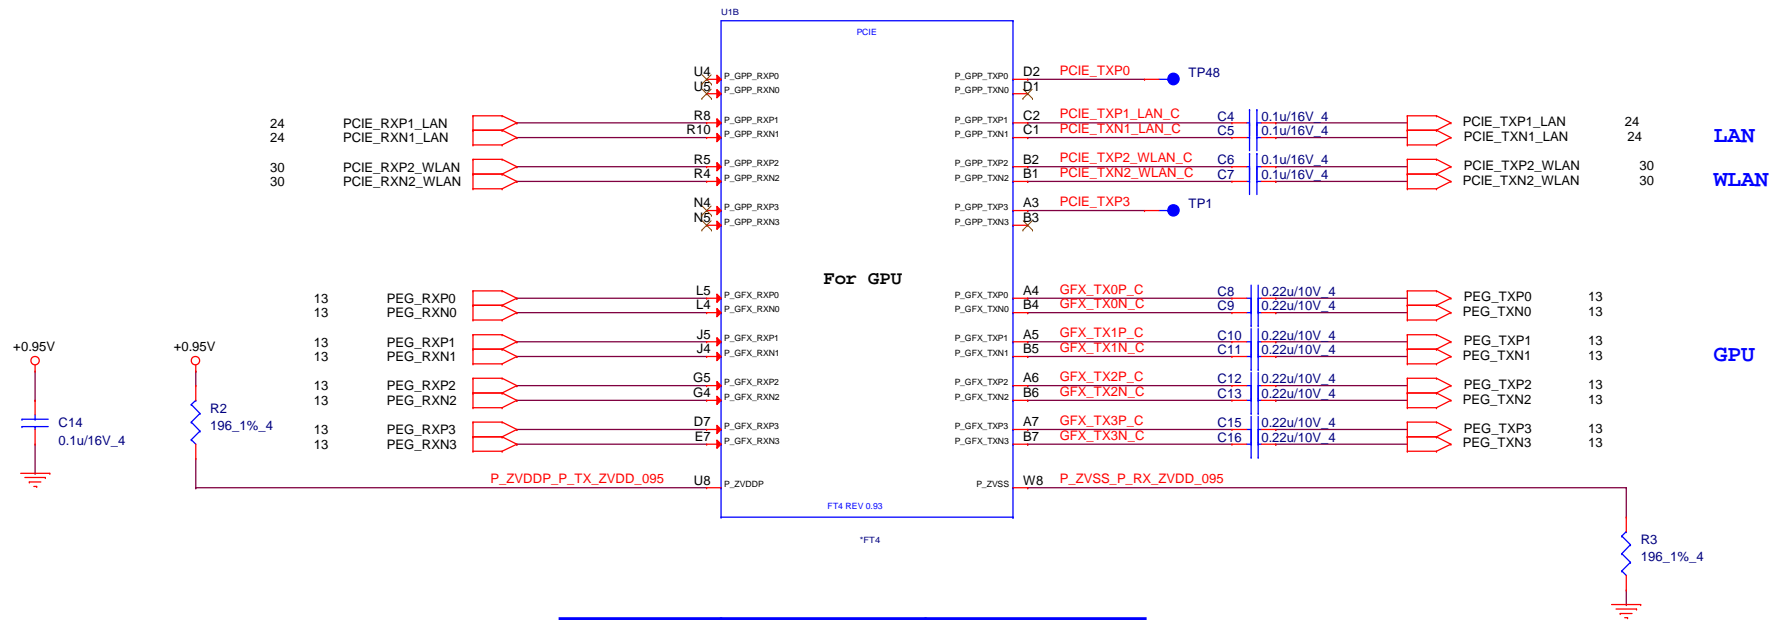 U1B
PCIE
U4 P_GPP_RXP0 P_GPP_TXP0 D2 PCIE_TXP0 TP48
U5 P_GPP_RXN0 P_GPP_TXN0 D1
24 PCIE_RXP1_LAN R8 P_GPP_RXP1 P_GPP_TXP1 C2 PCIE_TXP1_LAN_C C4 0.1u/16V_4 PCIE_TXP1_LAN 24
24 PCIE_RXN1_LAN R10 P_GPP_RXN1 P_GPP_TXN1 C1 PCIE_TXN1_LAN_C C5 0.1u/16V_4 PCIE_TXN1_LAN 24 LAN
30 PCIE_RXP2_WLAN R5 P_GPP_RXP2 P_GPP_TXP2 B2 PCIE_TXP2_WLAN_C C6 0.1u/16V_4 PCIE_TXP2_WLAN 30
30 PCIE_RXN2_WLAN R4 P_GPP_RXN2 P_GPP_TXN2 B1 PCIE_TXN2_WLAN_C C7 0.1u/16V_4 PCIE_TXN2_WLAN 30 WLAN
N4 P_GPP_RXP3 P_GPP_TXP3 A3 PCIE_TXP3 TP1
N5 P_GPP_RXN3 P_GPP_TXN3 B3
For GPU
13 PEG_RXP0 L5 P_GFX_RXP0 P_GFX_TXP0 A4 GFX_TX0P_C C8 0.22u/10V_4 PEG_TXP0 13
13 PEG_RXN0 L4 P_GFX_RXN0 P_GFX_TXN0 B4 GFX_TX0N_C C9 0.22u/10V_4 PEG_TXN0 13
+0.95V +0.95V
13 PEG_RXP1 J5 P_GFX_RXP1 P_GFX_TXP1 A5 GFX_TX1P_C C10 0.22u/10V_4 PEG_TXP1 13
13 PEG_RXN1 J4 P_GFX_RXN1 P_GFX_TXN1 B5 GFX_TX1N_C C11 0.22u/10V_4 PEG_TXN1 13 GPU
13 PEG_RXP2 G5 P_GFX_RXP2 P_GFX_TXP2 A6 GFX_TX2P_C C12 0.22u/10V_4 PEG_TXP2 13
13 PEG_RXN2 G4 P_GFX_RXN2 P_GFX_TXN2 B6 GFX_TX2N_C C13 0.22u/10V_4 PEG_TXN2 13
R2
196_1%_4
C14
0.1u/16V_4
13 PEG_RXP3 D7 P_GFX_RXP3 P_GFX_TXP3 A7 GFX_TX3P_C C15 0.22u/10V_4 PEG_TXP3 13
13 PEG_RXN3 E7 P_GFX_RXN3 P_GFX_TXN3 B7 GFX_TX3N_C C16 0.22u/10V_4 PEG_TXN3 13
P_ZVDDP_P_TX_ZVDD_095 U8 P_ZVDDP P_ZVSS W8 P_ZVSS_P_RX_ZVDD_095
FT4 REV 0.93
*FT4
R3
196_1%_4